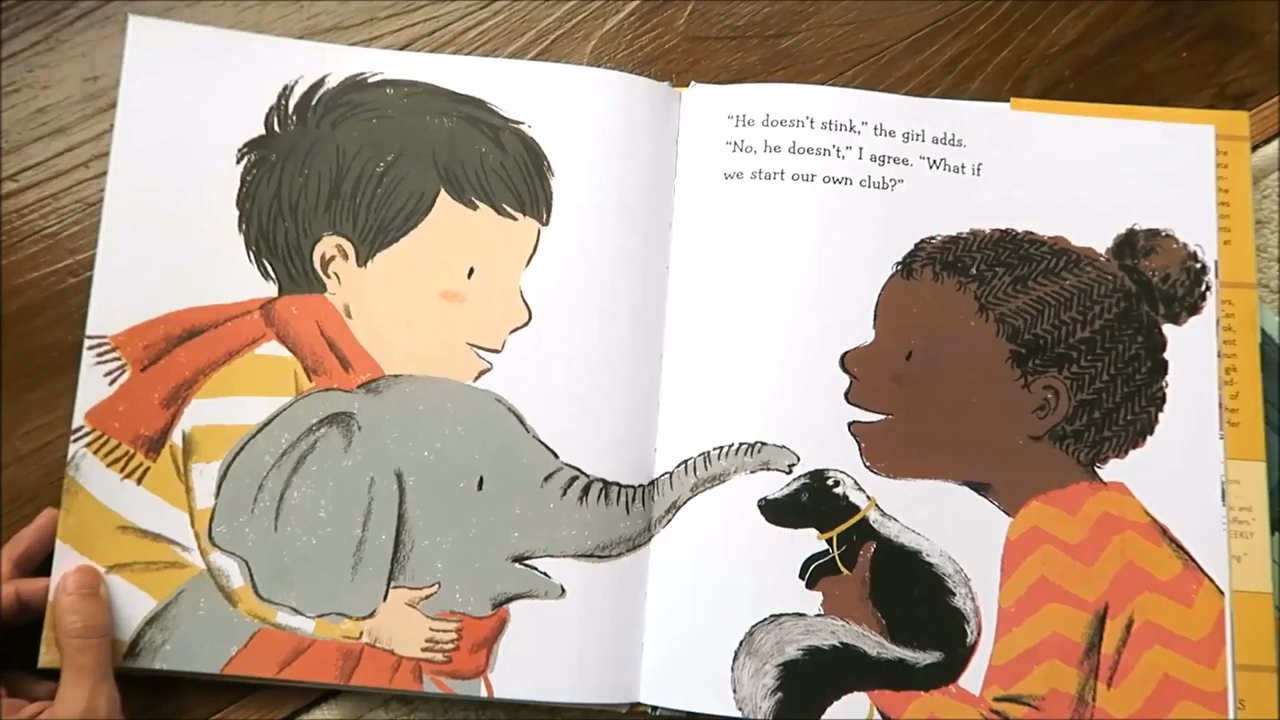 “He doesn’t stink,” the girl adds.
“No, he doesn’t,” I agree. “What if
we start our own club?”